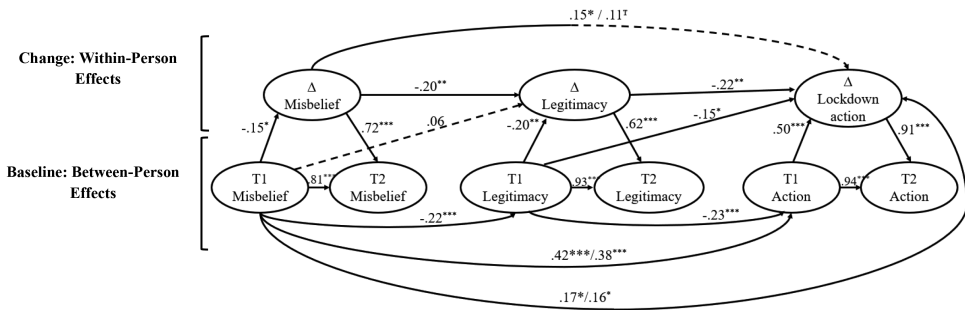 .15* / .11ᵀ
Change: Within-Person
Effects
Δ
Misbelief
-.20**
Δ
Legitimacy
-.22**
Δ
Lockdown
action
-.15*
.72***
.06
-.20**
.62***
-.15*
.50***
.91***
Baseline: Between-Person
Effects
T1
Misbelief
.81***
T2
Misbelief
T1
Legitimacy
.93***
T2
Legitimacy
T1
Action
.94***
T2
Action
-.22***
-.23***
.42***/.38***
.17*/.16*